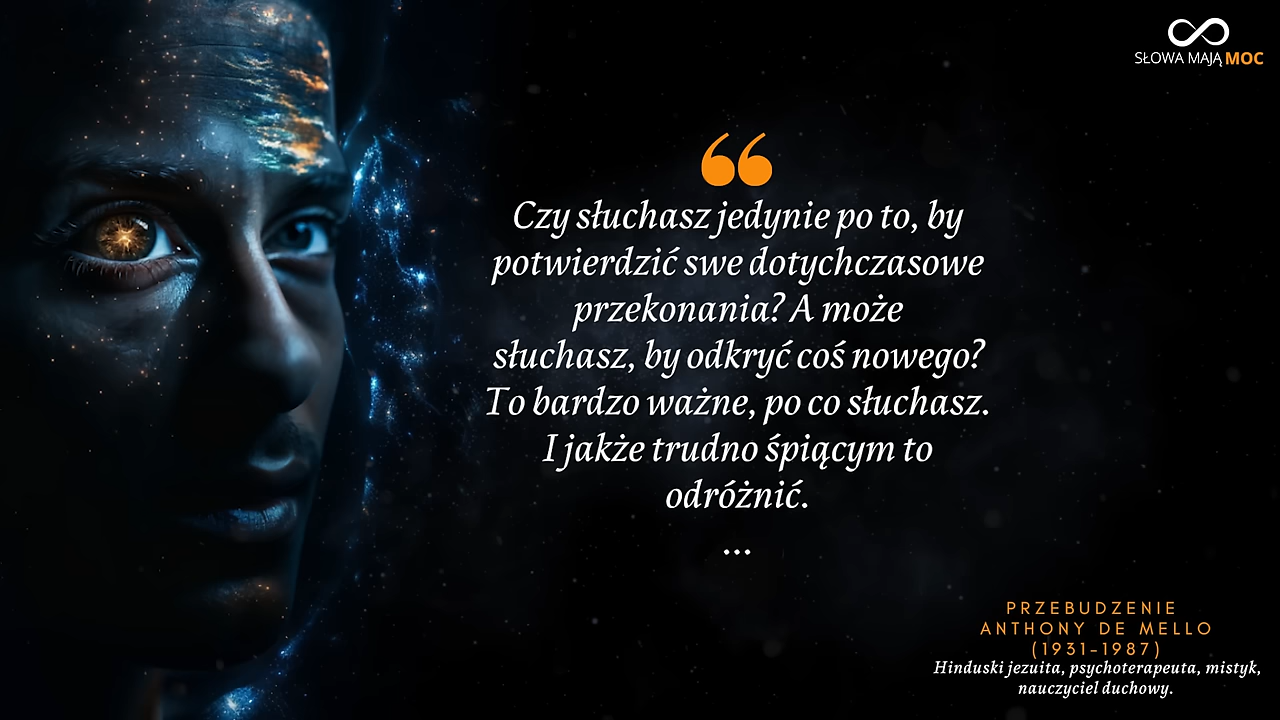 SŁOWA MAJĄ MOC
“
Czy słuchasz jedynie po to, by
potwierdzić swe dotychczasowe
przekonania? A może
słuchasz, by odkryć coś nowego?
To bardzo ważne, po co słuchasz.
I jakże trudno śpiącym to
odróżnić.
...
PRZEBUDZENIE
ANTHONY DE MELLO
(1931-1987)
Hinduski jezuita, psychoterapeuta, mistyk,
nauczyciel duchowy.